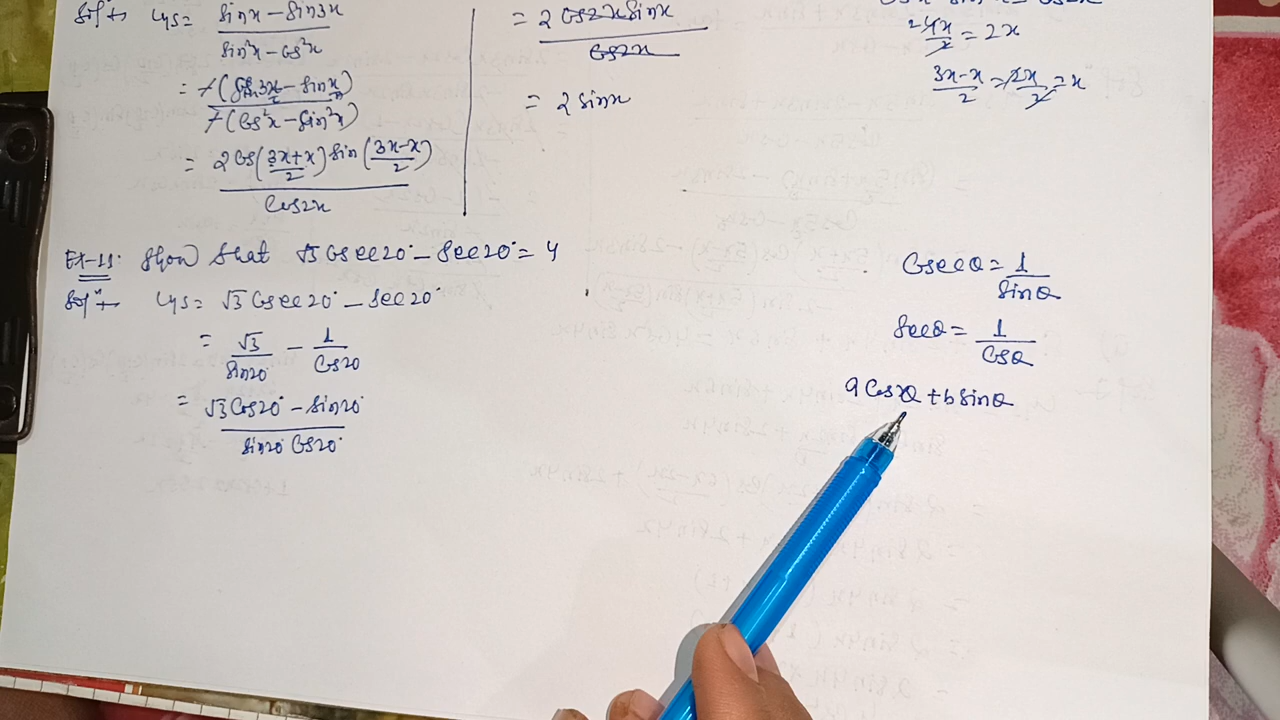 Solⁿ:→ LHS = sinx − sin3x / sin²x − Cos²x
= −(sin3x − sinx) / −(Cos²x − sin²x)
= 2Cos(3x+x/2) sin(3x−x/2) / Cos2x
= 2Cos2x sinx / Cos2x
= 2 sinx
4x/2 = 2x
3x−x/2 = 2x/2 = x
Ex-11: Show that √3 Cosec20° − Sec20° = 4
Solⁿ:→ LHS = √3 Cosec20° − Sec20°
= √3/sin20° − 1/Cos20°
= √3Cos20° − sin20° / sin20° Cos20°
Cosecθ = 1/sinθ
Secθ = 1/Cosθ
a Cosθ + b sinθ